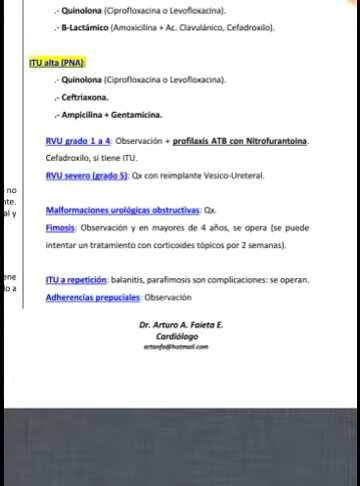 .- Quinolona (Ciprofloxacina o Levofloxacina).
.- B-Lactámico (Amoxicilina + Ac. Clavulánico, Cefadroxilo).
ITU alta (PNA):
.- Quinolona (Ciprofloxacina o Levofloxacina).
.- Ceftriaxona.
.- Ampicilina + Gentamicina.
RVU grado 1 a 4: Observación + profilaxis ATB con Nitrofurantoina.
Cefadroxilo, si tiene ITU.
RVU severo (grado 5): Qx con reimplante Vesico-Ureteral.
no
nte.
al y
Malformaciones urológicas obstructivas: Qx.
Fimosis: Observación y en mayores de 4 años, se opera (se puede
intentar un tratamiento con corticoides tópicos por 2 semanas).
ene
lo a
ITU a repetición: balanitis, parafimosis son complicaciones: se operan.
Adherencias prepuciales: Observación
Dr. Arturo A. Faieta E.
Cardiólogo